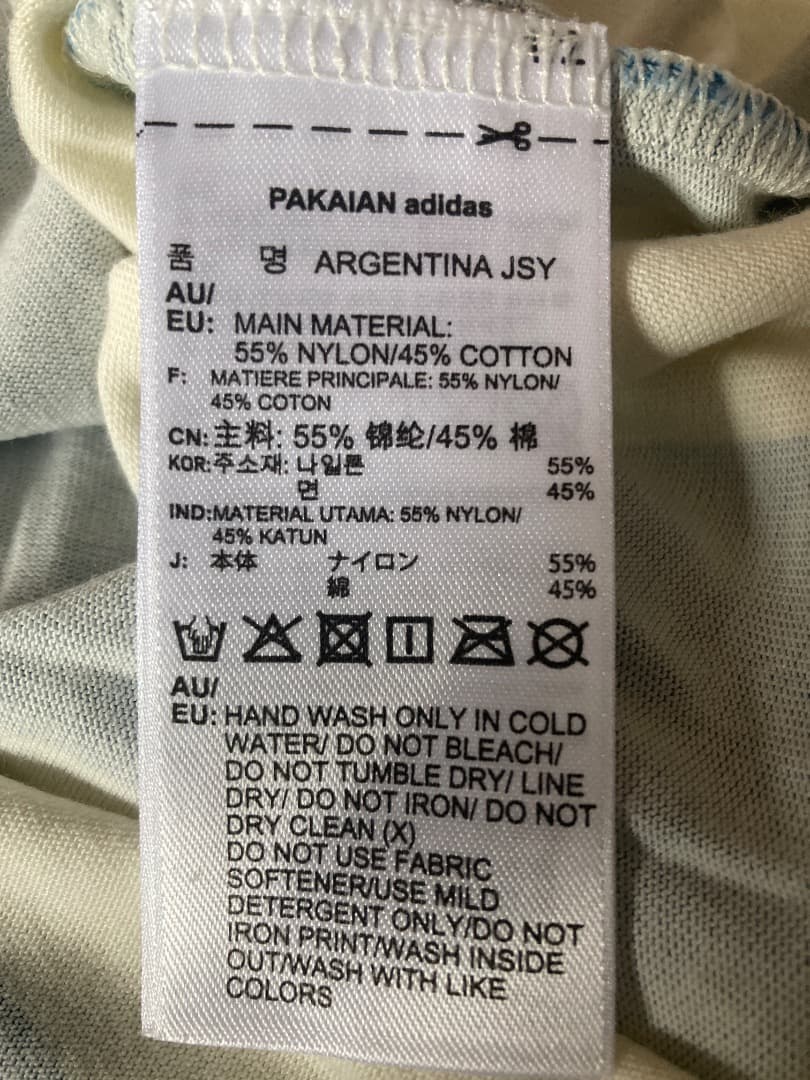 1/2
PAKAIAN adidas
품 명 ARGENTINA JSY
AU/
EU: MAIN MATERIAL:
55% NYLON/45% COTTON
F: MATIERE PRINCIPALE: 55% NYLON/
45% COTON
CN: 主料: 55% 锦纶/45% 棉
KOR: 주소재: 나일론 55%
면 45%
IND:MATERIAL UTAMA: 55% NYLON/
45% KATUN
J: 本体 ナイロン 55%
綿 45%
AU/
EU: HAND WASH ONLY IN COLD
WATER/ DO NOT BLEACH/
DO NOT TUMBLE DRY/ LINE
DRY/ DO NOT IRON/ DO NOT
DRY CLEAN (X)
DO NOT USE FABRIC
SOFTENER/USE MILD
DETERGENT ONLY/DO NOT
IRON PRINT/WASH INSIDE
OUT/WASH WITH LIKE
COLORS